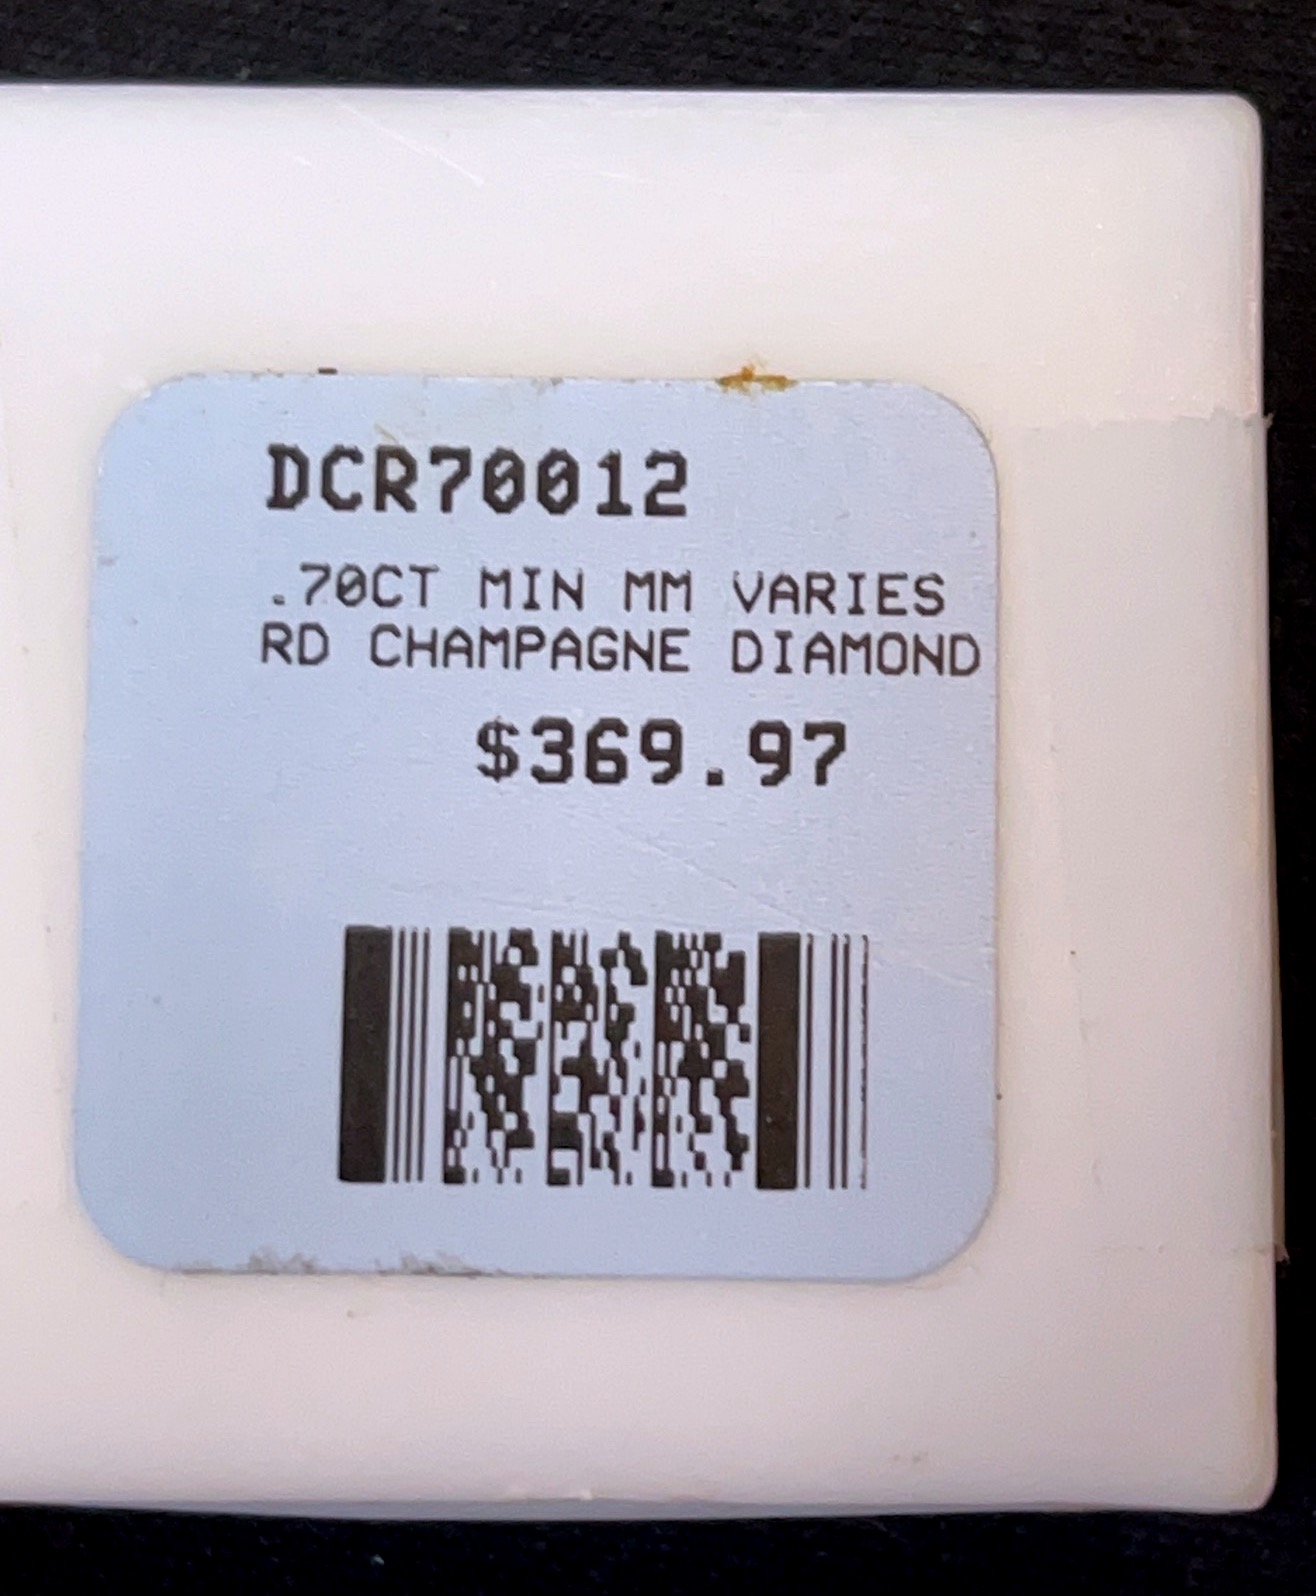 DCR70012
.70CT MIN MM VARIES
RD CHAMPAGNE DIAMOND
$369.97